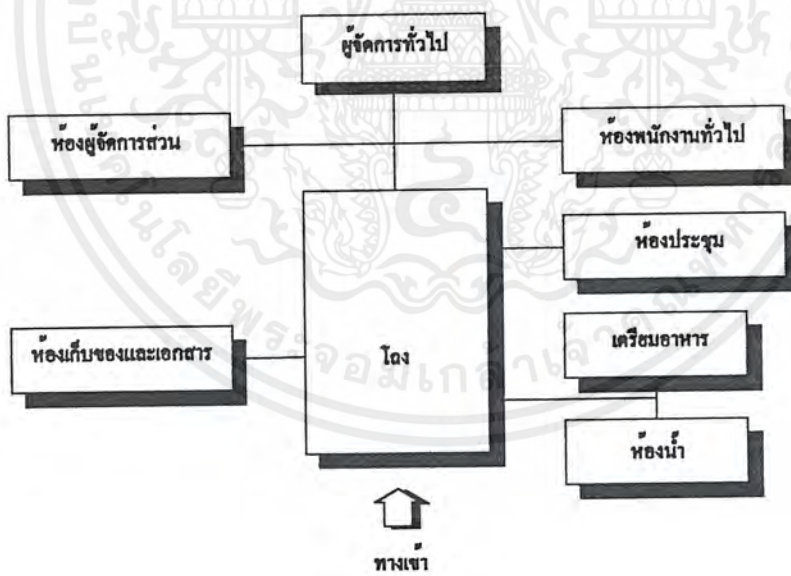 ผู้จัดการทั่วไป
ห้องผู้จัดการส่วน
ห้องพนักงานทั่วไป
ห้องประชุม
ห้องเก็บของและเอกสาร
โถง
เตรียมอาหาร
ห้องน้ำ
ทางเข้า